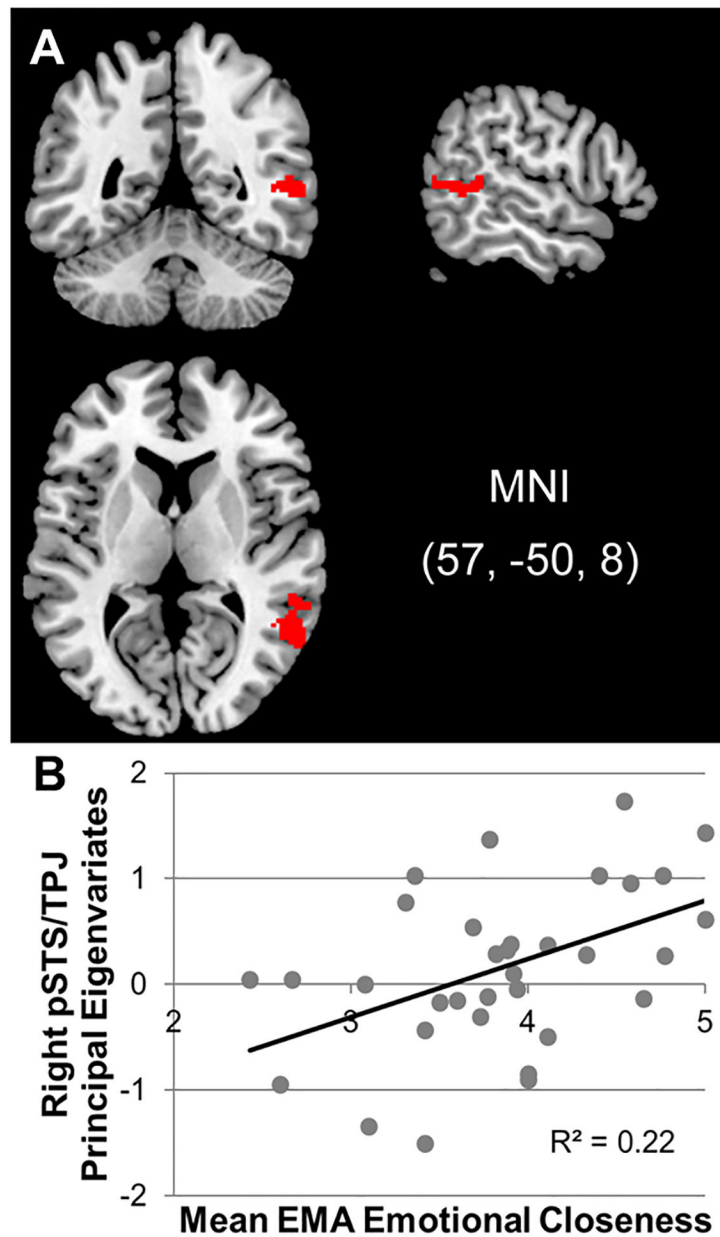 A
MNI
(57, -50, 8)
B
Right pSTS/TPJ
Principal Eigenvariates
2
1
0
-1
-2
2
3
4
5
R² = 0.22
Mean EMA Emotional Closeness